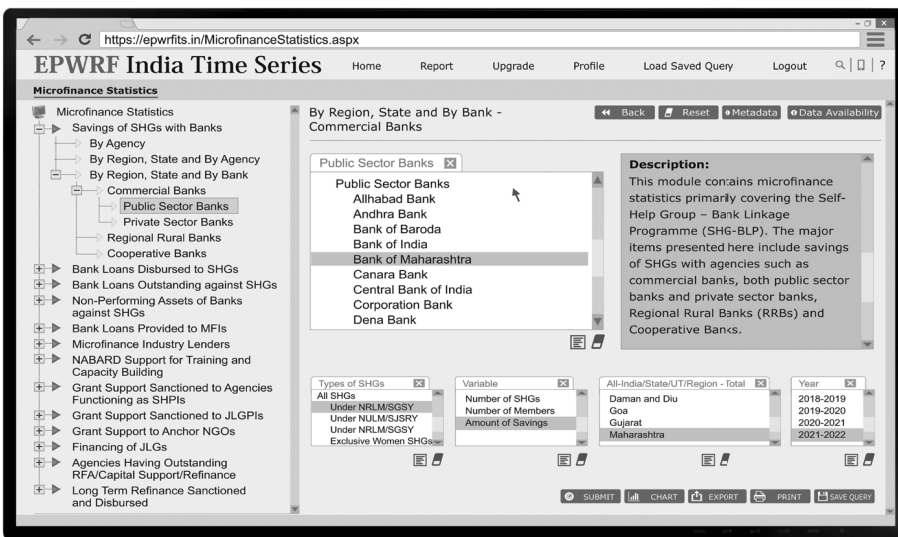 https://epwrfits.in/MicrofinanceStatistics.aspx
EPWRF India Time Series
Home Report Upgrade Profile Load Saved Query Logout ?
Microfinance Statistics
Microfinance Statistics
Savings of SHGs with Banks
By Agency
By Region, State and By Agency
By Region, State and By Bank
Commercial Banks
Public Sector Banks
Private Sector Banks
Regional Rural Banks
Cooperative Banks
Bank Loans Disbursed to SHGs
Bank Loans Outstanding against SHGs
Non-Performing Assets of Banks
against SHGs
Bank Loans Provided to MFIs
Microfinance Industry Lenders
NABARD Support for Training and
Capacity Building
Grant Support Sanctioned to Agencies
Functioning as SHPIs
Grant Support Sanctioned to JLGPIs
Grant Support to Anchor NGOs
Financing of JLGs
Agencies Having Outstanding
RFA/Capital Support/Refinance
Long Term Refinance Sanctioned
and Disbursed
By Region, State and By Bank -
Commercial Banks
Back Reset Metadata Data Availability
Public Sector Banks
Public Sector Banks
Allhabad Bank
Andhra Bank
Bank of Baroda
Bank of India
Bank of Maharashtra
Canara Bank
Central Bank of India
Corporation Bank
Dena Bank
Description:
This module contains microfinance
statistics primarily covering the Self-
Help Group – Bank Linkage
Programme (SHG-BLP). The major
items presented here include savings
of SHGs with agencies such as
commercial banks, both public sector
banks and private sector banks,
Regional Rural Banks (RRBs) and
Cooperative Banks.
Types of SHGs
All SHGs
Under NRLM/SGSY
Under NULM/SJSRY
Under NRLM/SGSY
Exclusive Women SHGs
Variable
Number of SHGs
Number of Members
Amount of Savings
All-India/State/UT/Region - Total
Daman and Diu
Goa
Gujarat
Maharashtra
Year
2018-2019
2019-2020
2020-2021
2021-2022
SUBMIT CHART EXPORT PRINT SAVE QUERY